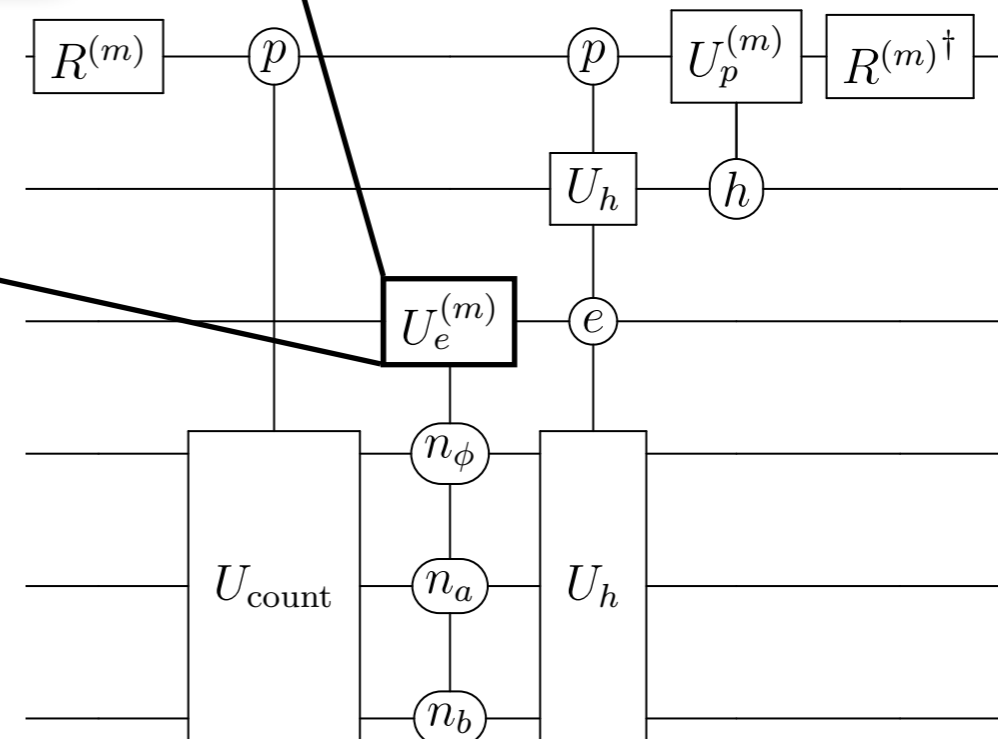 R^{(m)} p p U_p^{(m)} R^{(m)†}
U_h h
U_e^{(m)} e
n_ϕ
U_count n_a U_h
n_b